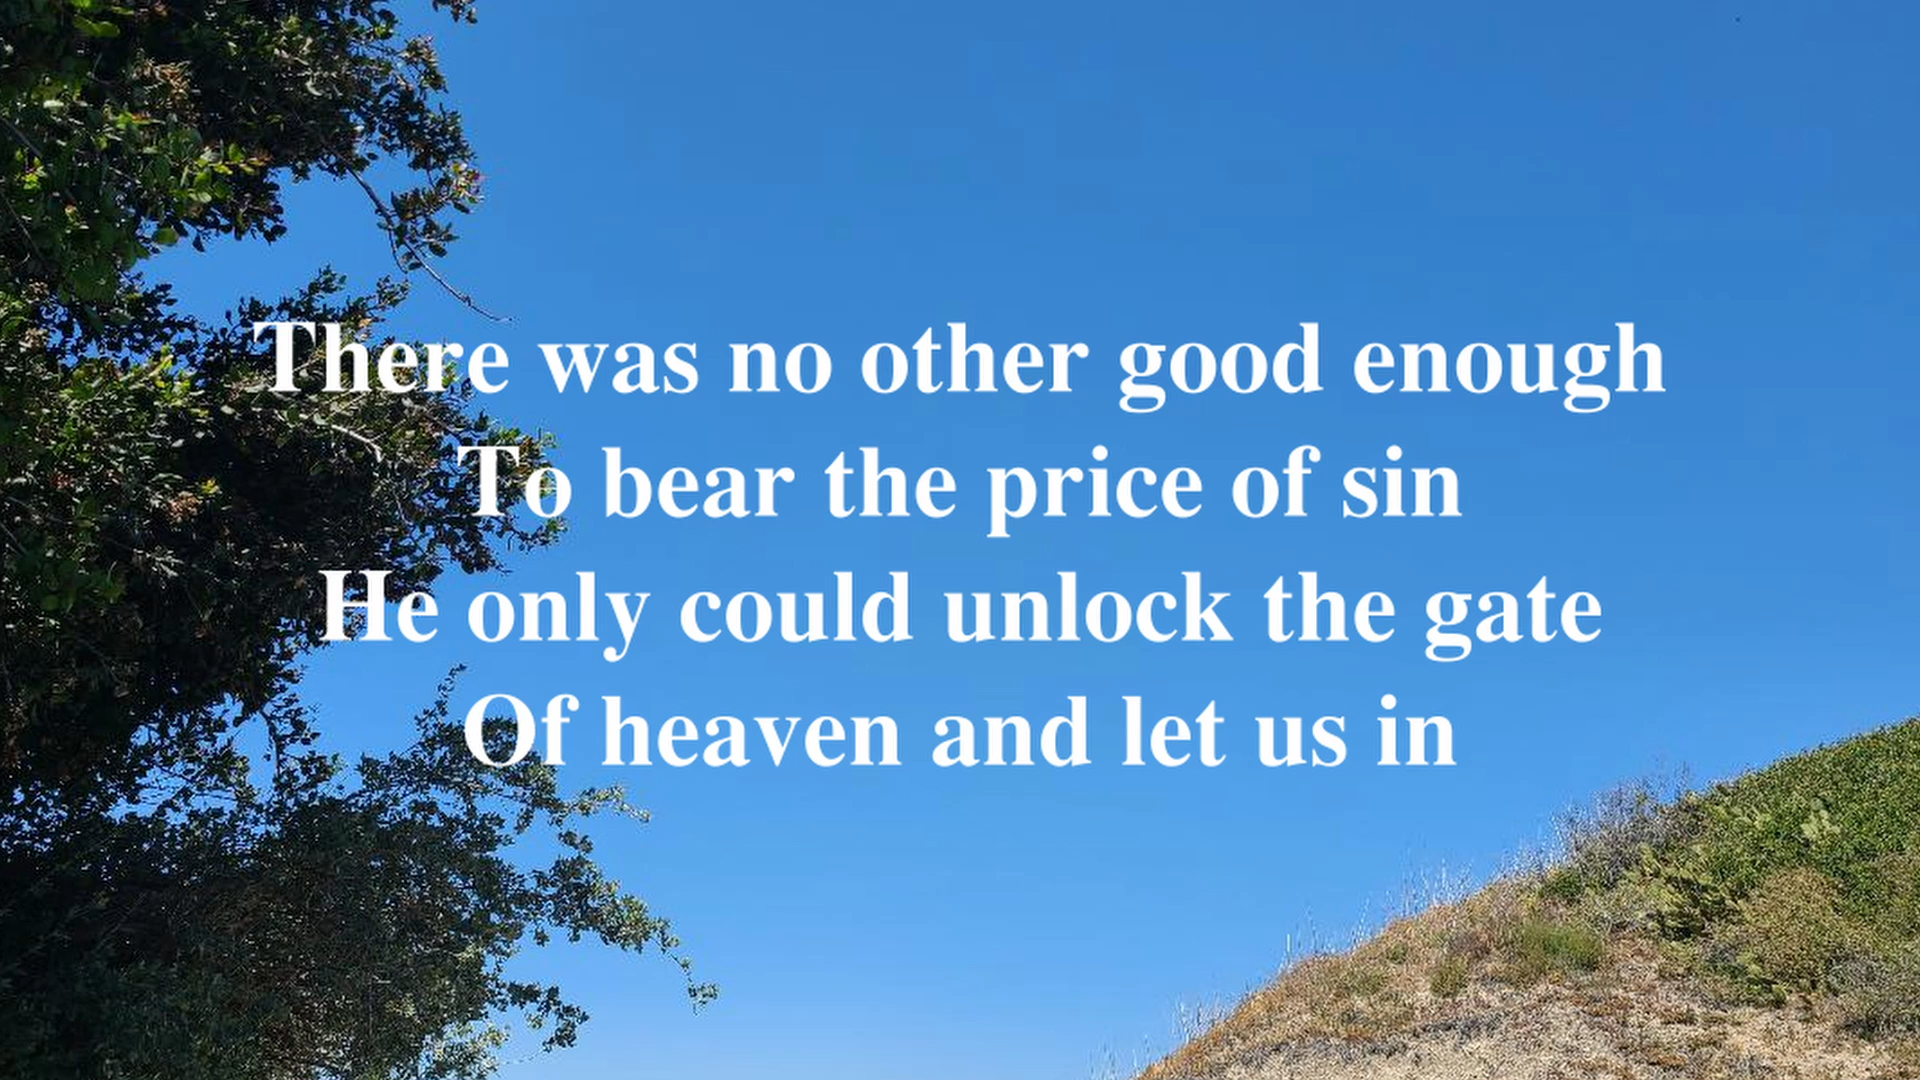 There was no other good enough
To bear the price of sin
He only could unlock the gate
Of heaven and let us in